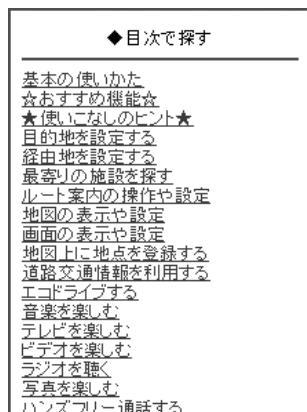 ◆目次で探す
基本の使いかた
☆おすすめ機能☆
★使いこなしのヒント★
目的地を設定する
経由地を設定する
最寄りの施設を探す
ルート案内の操作や設定
地図の表示や設定
画面の表示や設定
地図上に地点を登録する
道路交通情報を利用する
エコドライブする
音楽を楽しむ
テレビを楽しむ
ビデオを楽しむ
ラジオを聴く
写真を楽しむ
ハンズフリー通話する